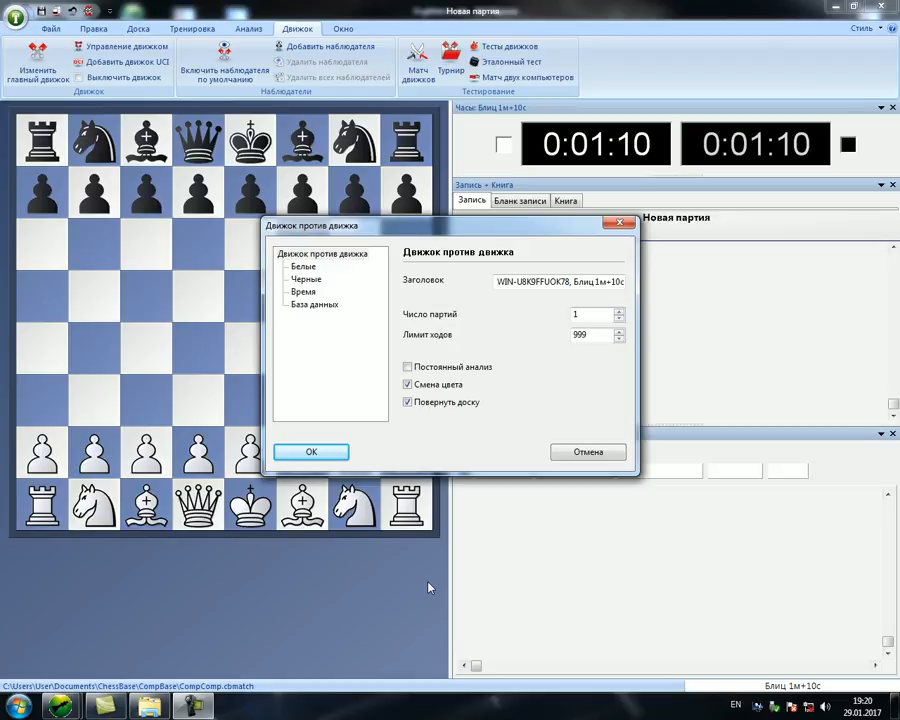 Новая партия
Файл Правка Доска Тренировка Анализ Движок Окно Стиль
Изменить главный движок
Управление движком
Добавить движок UCI
Выключить движок
Движок
Включить наблюдателя по умолчанию
Добавить наблюдателя
Удалить наблюдателя
Удалить всех наблюдателей
Наблюдатели
Матч движков
Турнир
Тесты движков
Эталонный тест
Матч двух компьютеров
Тестирование
Часы: Блиц 1м+10с
0:01:10 0:01:10
Запись + Книга
Запись Бланк записи Книга
Новая партия
Движок против движка
Движок против движка
Белые
Черные
Время
База данных
Движок против движка
Заголовок WIN-U8K9FFUOK78, Блиц 1м+10с
Число партий 1
Лимит ходов 999
Постоянный анализ
Смена цвета
Повернуть доску
OK Отмена
C:\Users\User\Documents\ChessBase\CompBase\CompComp.cbmatch
Блиц 1м+10с
EN
19:20
29.01.2017